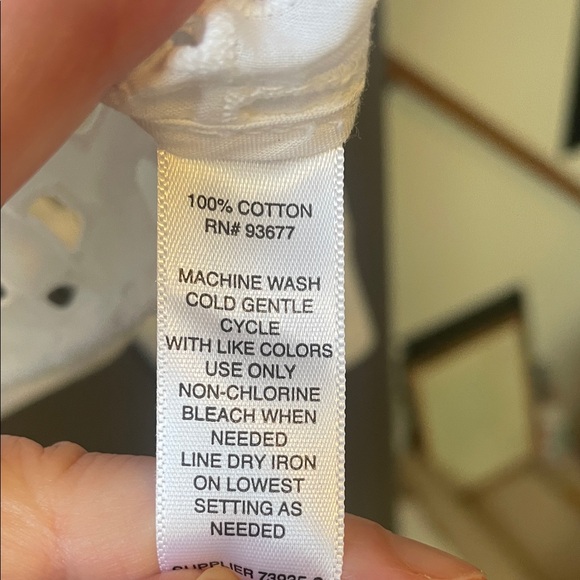 100% COTTON
RN# 93677
MACHINE WASH
COLD GENTLE
CYCLE
WITH LIKE COLORS
USE ONLY
NON-CHLORINE
BLEACH WHEN
NEEDED
LINE DRY IRON
ON LOWEST
SETTING AS
NEEDED
SUPPLIER